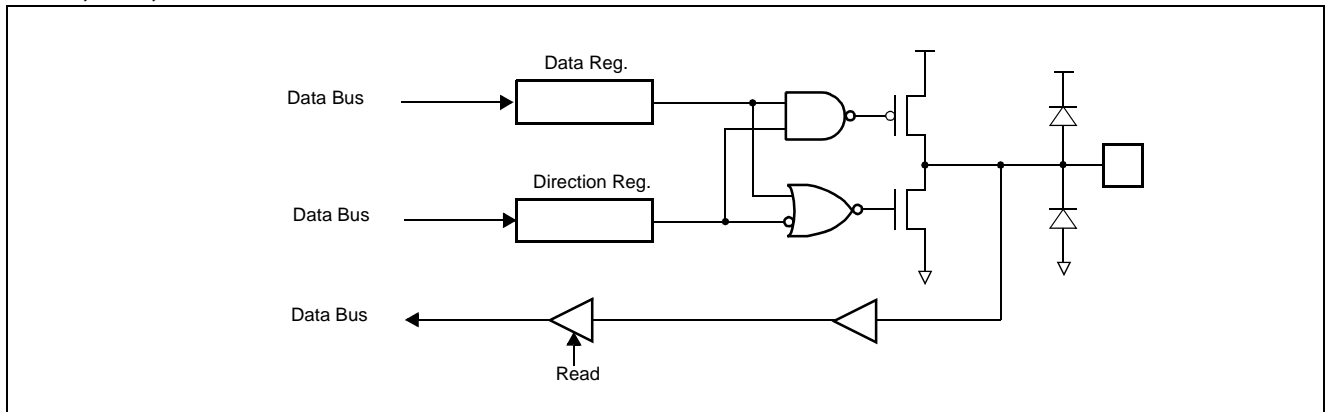 Data Reg.
Data Bus
Direction Reg.
Data Bus
Data Bus
Read